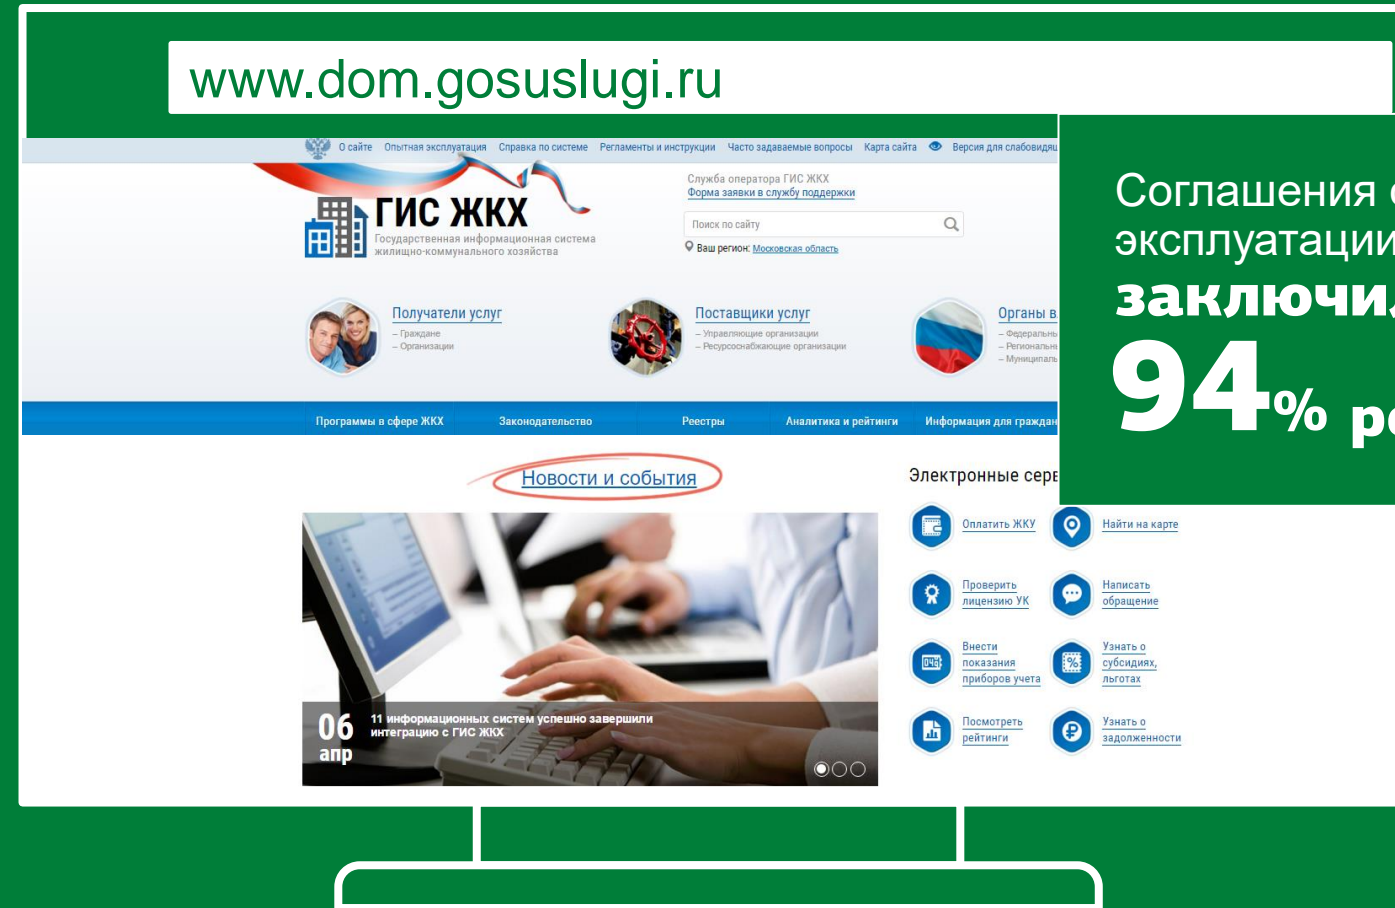 www.dom.gosuslugi.ru
О сайте Опытная эксплуатация Справка по системе Регламенты и инструкции Часто задаваемые вопросы Карта сайта Версия для слабовидящ
ГИС ЖКХ
Государственная информационная система
жилищно-коммунального хозяйства
Служба оператора ГИС ЖКХ
Форма заявки в службу поддержки
Поиск по сайту
Ваш регион: Московская область
Получатели услуг
– Граждане
– Организации
Поставщики услуг
– Управляющие организации
– Ресурсоснабжающие организации
Органы в
– Федеральн
– Региональн
– Муниципаль
Соглашения
эксплуатации
заключил
94%
Программы в сфере ЖКХ Законодательство Реестры Аналитика и рейтинги Информация для граждан
Новости и события
06
апр
11 информационных систем успешно завершили
интеграцию с ГИС ЖКХ
Электронные серв
Оплатить ЖКУ
Найти на карте
Проверить
лицензию УК
Написать
обращение
Внести
показания
приборов учета
Узнать о
субсидиях,
льготах
Посмотреть
рейтинги
Узнать о
задолженности